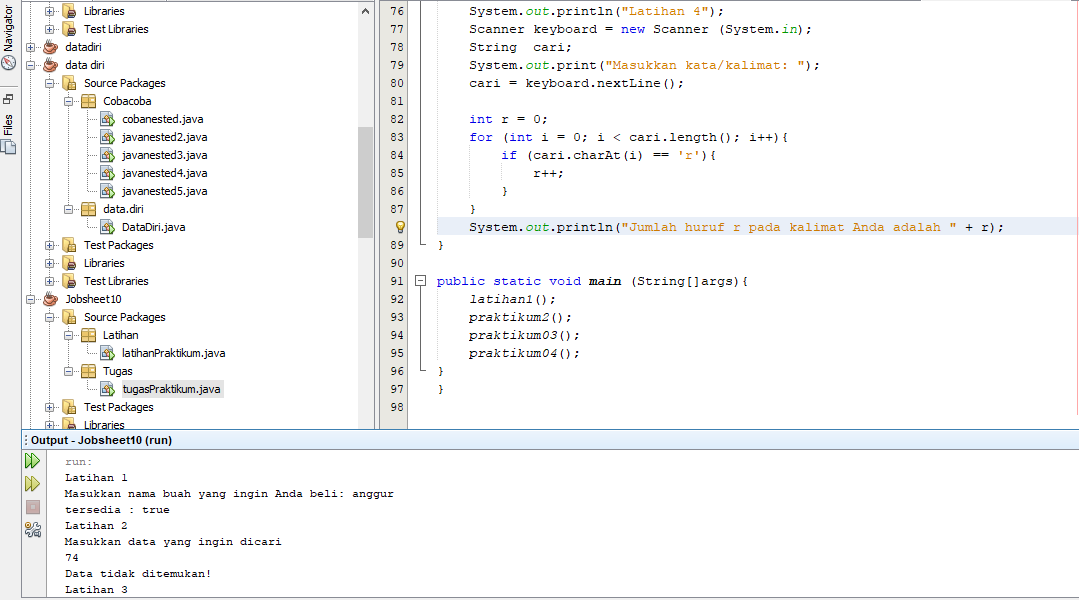 Navigator
Files
Libraries
Test Libraries
datadiri
data diri
Source Packages
Cobacoba
cobanested.java
javanested2.java
javanested3.java
javanested4.java
javanested5.java
data.diri
DataDiri.java
Test Packages
Libraries
Test Libraries
Jobsheet10
Source Packages
Latihan
latihanPraktikum.java
Tugas
tugasPraktikum.java
Test Packages
Libraries
76 System.out.println("Latihan 4");
77 Scanner keyboard = new Scanner (System.in);
78 String  cari;
79 System.out.print("Masukkan kata/kalimat: ");
80 cari = keyboard.nextLine();
81
82 int r = 0;
83 for (int i = 0; i < cari.length(); i++){
84 if (cari.charAt(i) == 'r'){
85 r++;
86 }
87 }
System.out.println("Jumlah huruf r pada kalimat Anda adalah " + r);
89 }
90
91 public static void main (String[]args){
92 latihan1();
93 praktikum2();
94 praktikum03();
95 praktikum04();
96 }
97 }
98
Output - Jobsheet10 (run)
run:
Latihan 1
Masukkan nama buah yang ingin Anda beli: anggur
tersedia : true
Latihan 2
Masukkan data yang ingin dicari
74
Data tidak ditemukan!
Latihan 3